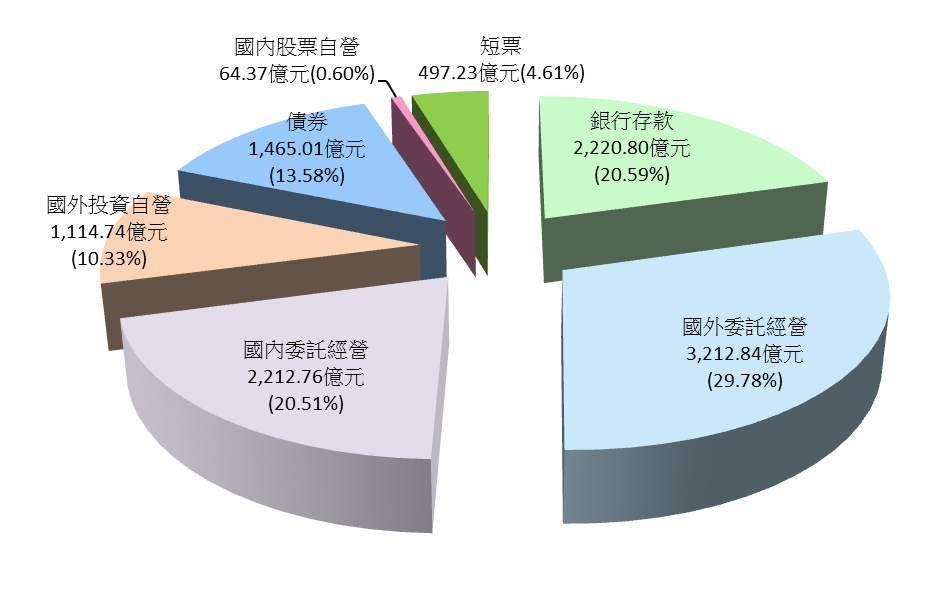 國內股票自營
64.37億元(0.60%)
短票
497.23億元(4.61%)
債券
1,465.01億元
(13.58%)
銀行存款
2,220.80億元
(20.59%)
國外投資自營
1,114.74億元
(10.33%)
國內委託經營
2,212.76億元
(20.51%)
國外委託經營
3,212.84億元
(29.78%)